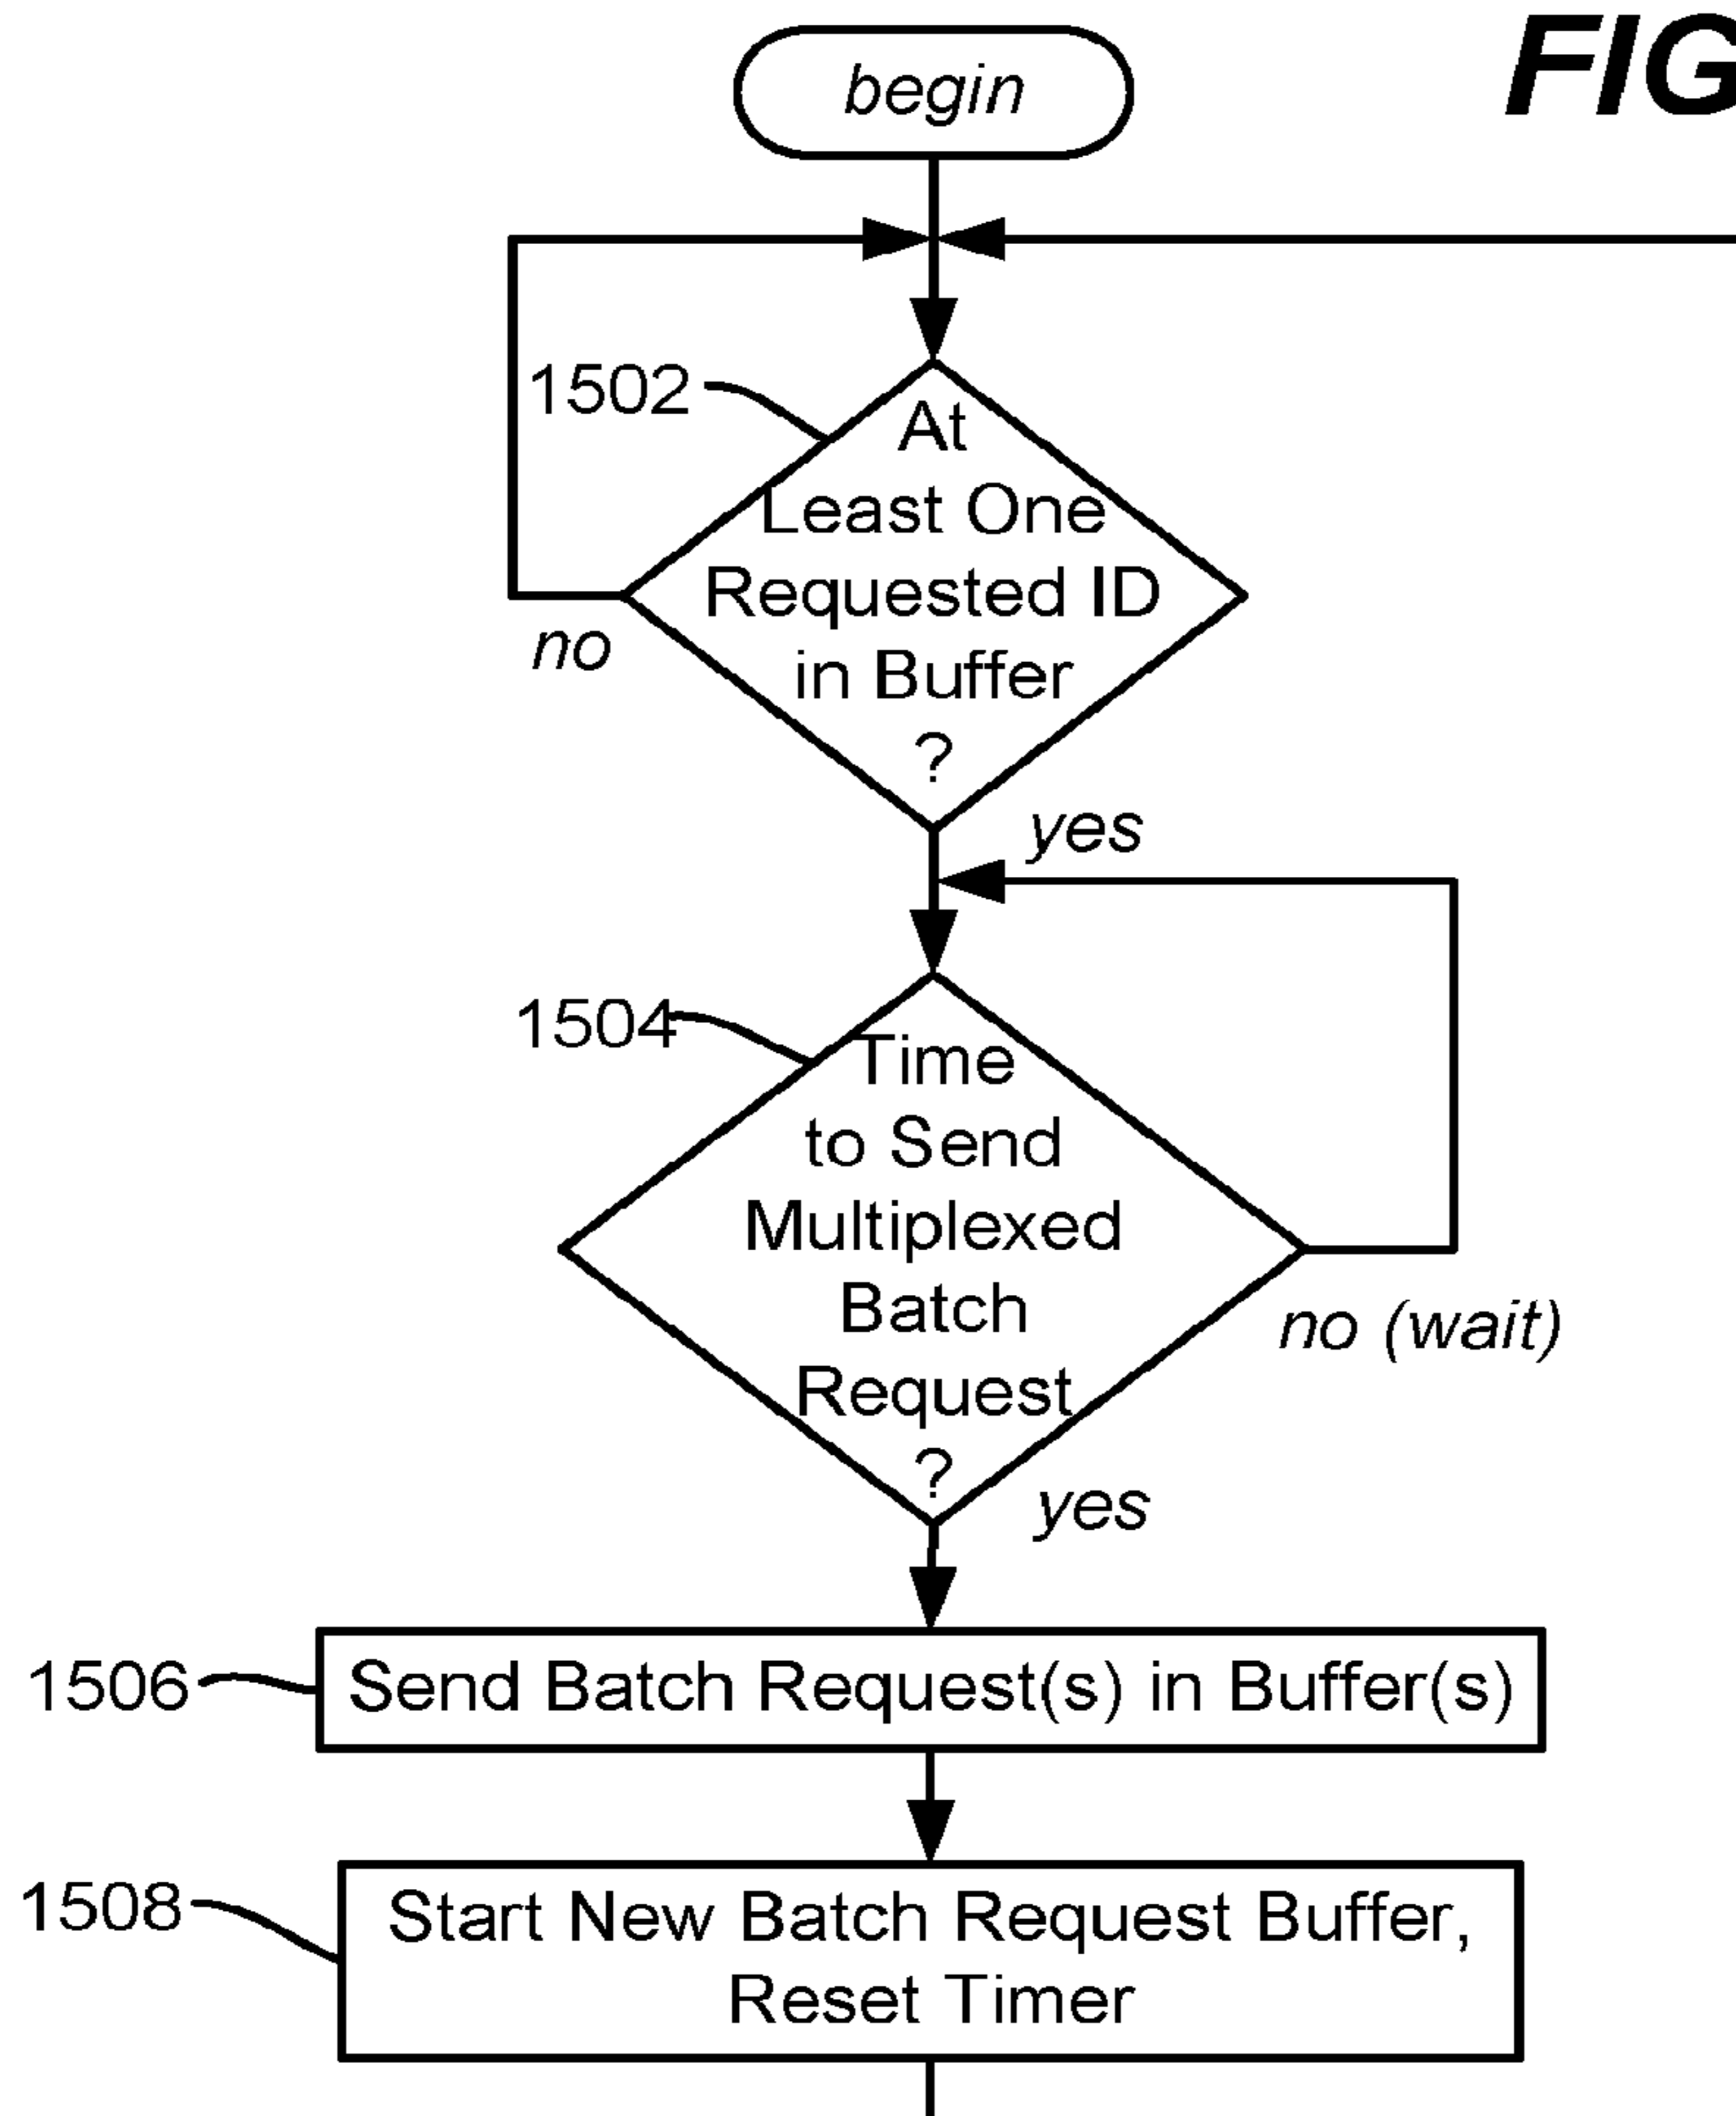 FIG
begin
1502
At
Least One
Requested ID
in Buffer
?
no
yes
1504
Time
to Send
Multiplexed
Batch
Request
?
no (wait)
yes
1506
Send Batch Request(s) in Buffer(s)
1508
Start New Batch Request Buffer,
Reset Timer